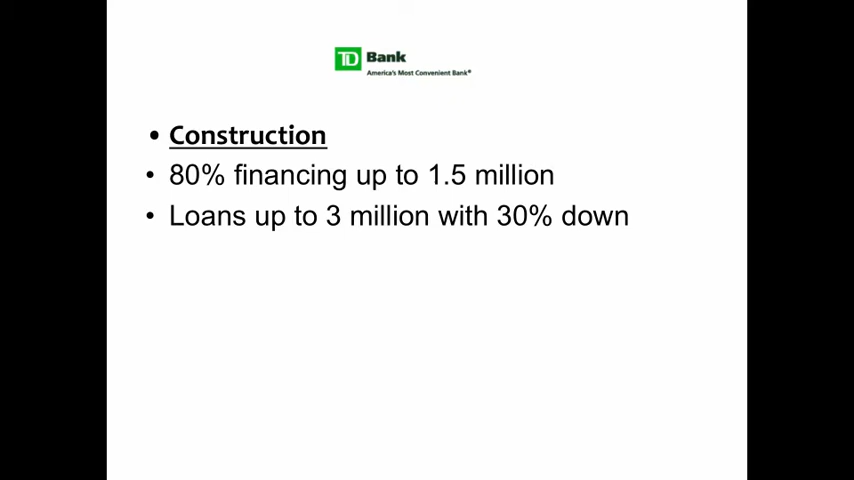 TD Bank
America's Most Convenient Bank®
• Construction
• 80% financing up to 1.5 million
• Loans up to 3 million with 30% down